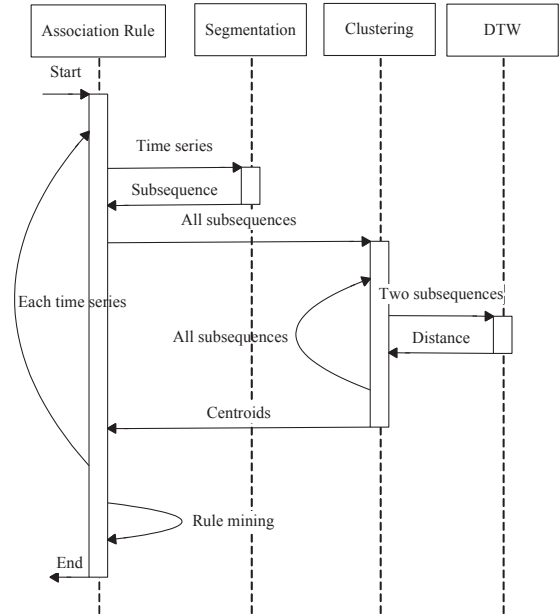 Association Rule
Segmentation
Clustering
DTW
Start
Time series
Subsequence
All subsequences
Two subsequences
Each time series
All subsequences
Distance
Centroids
Rule mining
End